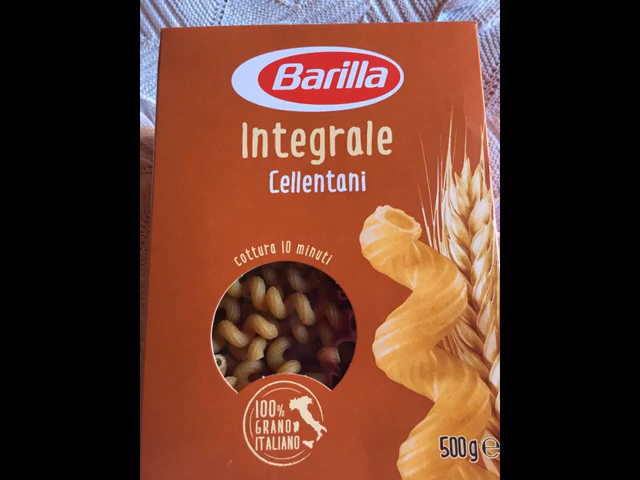 Barilla
Integrale
Cellentani
cottura 10 minuti
100%
GRANO
ITALIANO
500g ℮